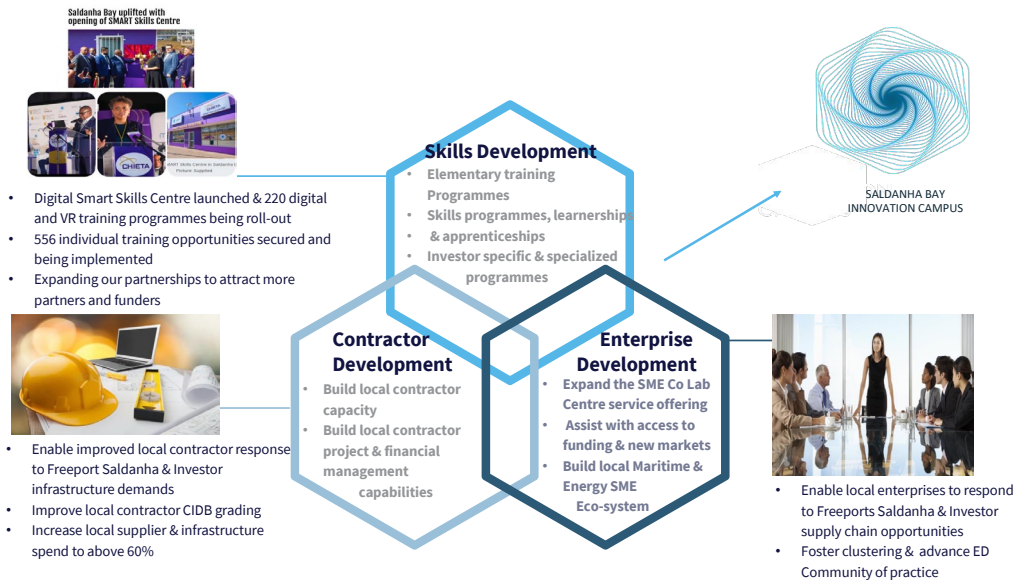 Saldanha Bay uplifted with
opening of SMART Skills Centre
CHIETA
SMART Skills Centre in Saldanha
Picture: Supplied
• Digital Smart Skills Centre launched & 220 digital
and VR training programmes being roll-out
• 556 individual training opportunities secured and
being implemented
• Expanding our partnerships to attract more
partners and funders
Skills Development
• Elementary training
Programmes
• Skills programmes, learnerships
• & apprenticeships
• Investor specific & specialized
programmes
SALDANHA BAY
INNOVATION CAMPUS
Contractor
Development
• Build local contractor
capacity
• Build local contractor
project & financial
management
capabilities
Enterprise
Development
• Expand the SME Co Lab
Centre service offering
• Assist with access to
funding & new markets
• Build local Maritime &
Energy SME
Eco-system
• Enable improved local contractor response
to Freeport Saldanha & Investor
infrastructure demands
• Improve local contractor CIDB grading
• Increase local supplier & infrastructure
spend to above 60%
• Enable local enterprises to respond
to Freeports Saldanha & Investor
supply chain opportunities
• Foster clustering & advance ED
Community of practice